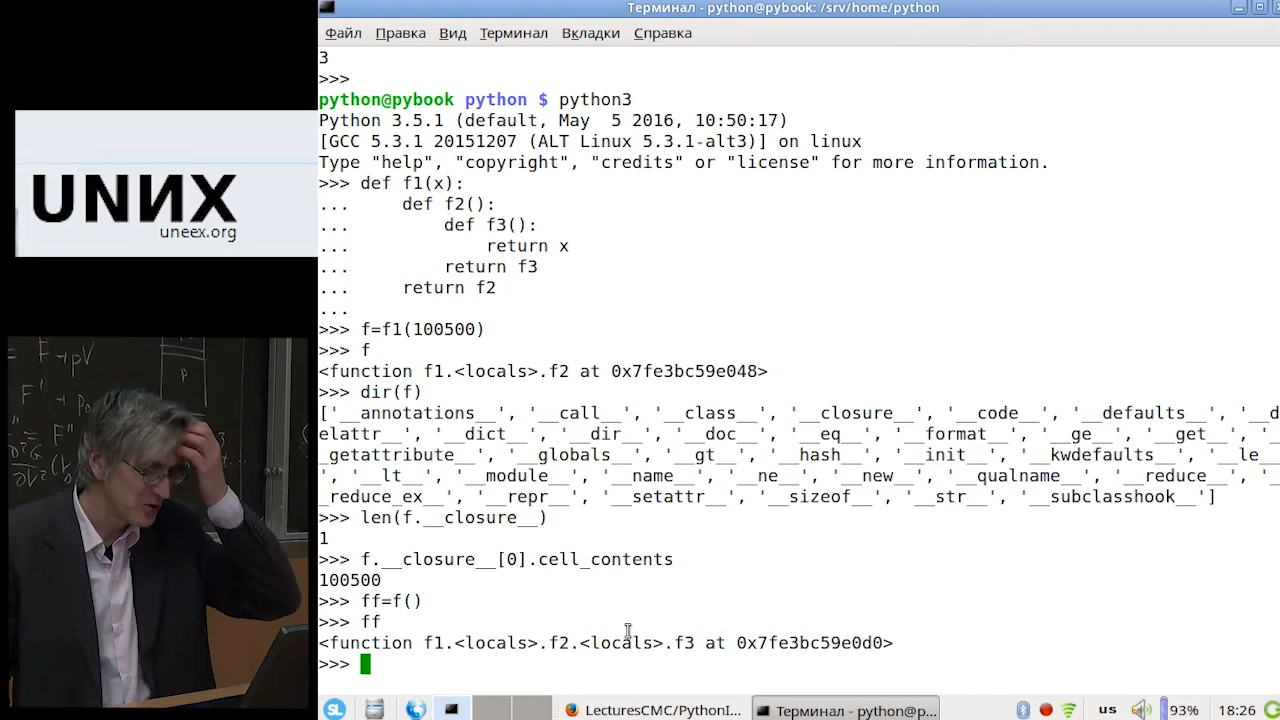 Терминал - python@pybook: /srv/home/python
Файл Правка Вид Терминал Вкладки Справка
3
>>>
python@pybook python $ python3
Python 3.5.1 (default, May  5 2016, 10:50:17)
[GCC 5.3.1 20151207 (ALT Linux 5.3.1-alt3)] on linux
Type "help", "copyright", "credits" or "license" for more information.
>>> def f1(x):
...     def f2():
...         def f3():
...             return x
...         return f3
...     return f2
...
>>> f=f1(100500)
>>> f
<function f1.<locals>.f2 at 0x7fe3bc59e048>
>>> dir(f)
['__annotations__', '__call__', '__class__', '__closure__', '__code__', '__defaults__', '__d
elattr__', '__dict__', '__dir__', '__doc__', '__eq__', '__format__', '__ge__', '__get__', '_
_getattribute__', '__globals__', '__gt__', '__hash__', '__init__', '__kwdefaults__', '__le__
', '__lt__', '__module__', '__name__', '__ne__', '__new__', '__qualname__', '__reduce__', '_
_reduce_ex__', '__repr__', '__setattr__', '__sizeof__', '__str__', '__subclasshook__']
>>> len(f.__closure__)
1
>>> f.__closure__[0].cell_contents
100500
>>> ff=f()
>>> ff
<function f1.<locals>.f2.<locals>.f3 at 0x7fe3bc59e0d0>
>>>
UNИX
uneex.org
F → pV
P
F'
F"
SL
LecturesCMC/PythonI...
Терминал - python@p...
us
93%
18:26